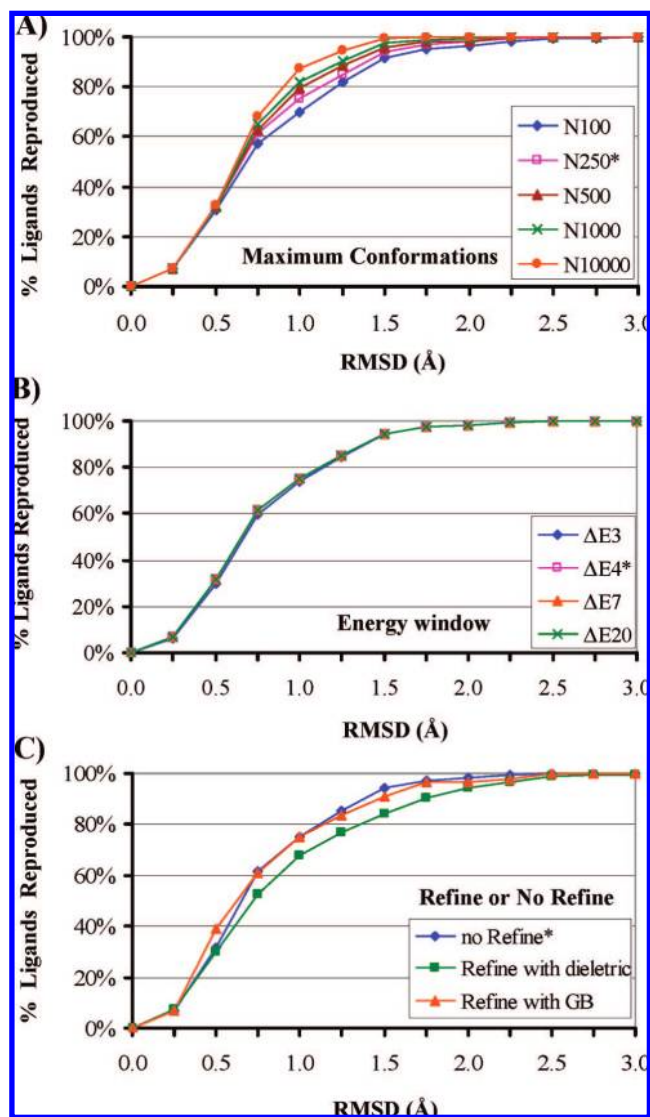 A)
100%
80%
60%
40%
20%
0%
% Ligands Reproduced
N100
N250*
N500
N1000
N10000
Maximum Conformations
0.0 0.5 1.0 1.5 2.0 2.5 3.0
RMSD (Å)
B)
100%
80%
60%
40%
20%
0%
% Ligands Reproduced
ΔE3
ΔE4*
ΔE7
ΔE20
Energy window
0.0 0.5 1.0 1.5 2.0 2.5 3.0
RMSD (Å)
C)
100%
80%
60%
40%
20%
0%
% Ligands Reproduced
Refine or No Refine
no Refine*
Refine with dieletric
Refine with GB
0.0 0.5 1.0 1.5 2.0 2.5 3.0
RMSD (Å)